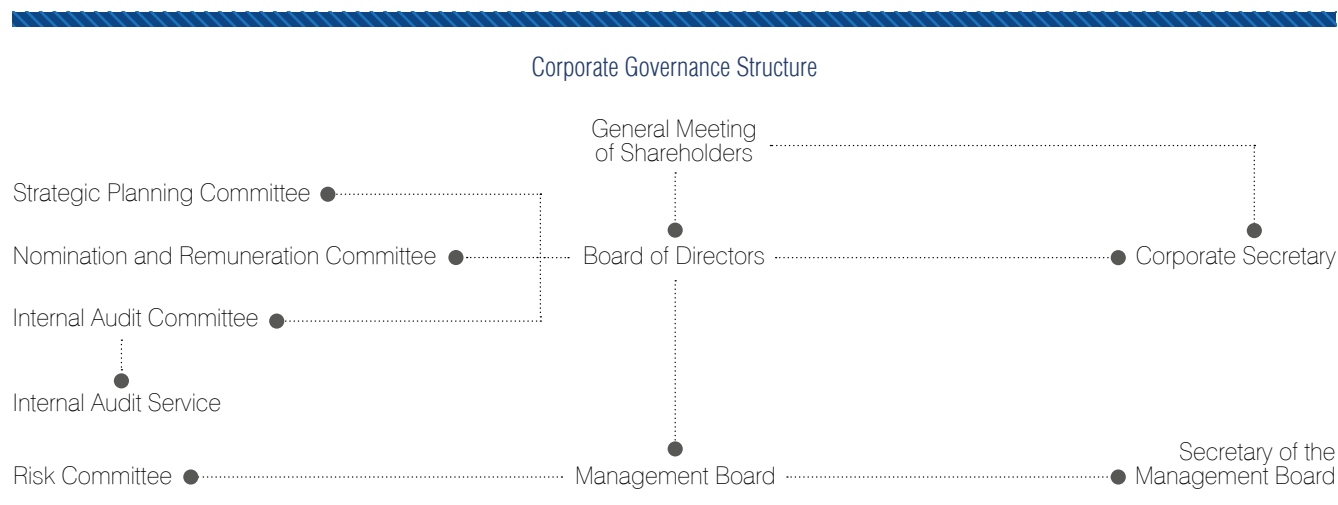 Corporate Governance Structure
General Meeting
of Shareholders
Strategic Planning Committee
Nomination and Remuneration Committee
Board of Directors
Corporate Secretary
Internal Audit Committee
Internal Audit Service
Risk Committee
Management Board
Secretary of the
Management Board